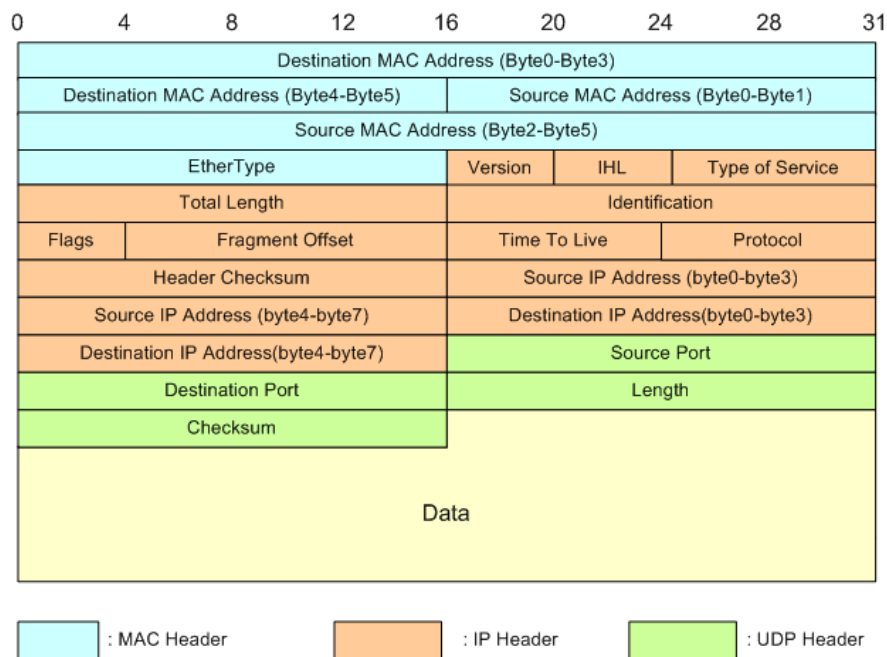 0 4 8 12 16 20 24 28 31
Destination MAC Address (Byte0-Byte3)
Destination MAC Address (Byte4-Byte5) Source MAC Address (Byte0-Byte1)
Source MAC Address (Byte2-Byte5)
EtherType Version IHL Type of Service
Total Length Identification
Flags Fragment Offset Time To Live Protocol
Header Checksum Source IP Address (byte0-byte3)
Source IP Address (byte4-byte7) Destination IP Address(byte0-byte3)
Destination IP Address(byte4-byte7) Source Port
Destination Port Length
Checksum
Data
: MAC Header : IP Header : UDP Header